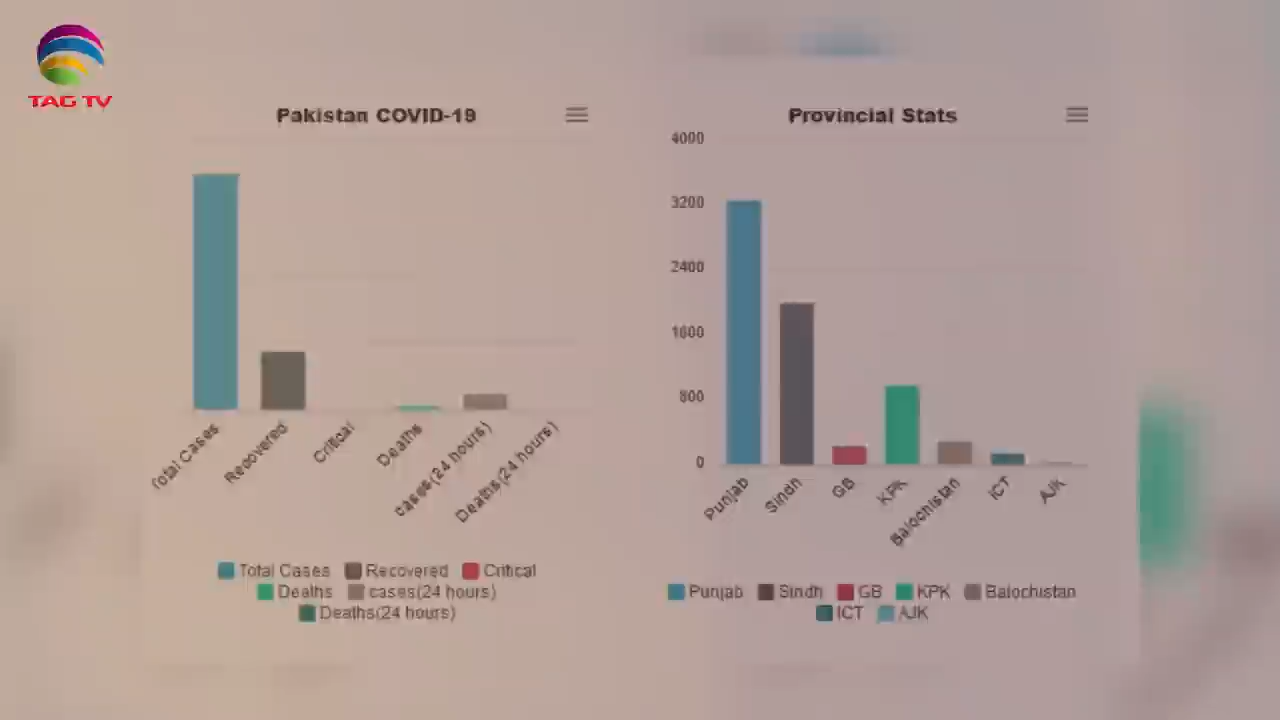 TAG TV
Pakistan COVID-19
Total Cases
Recovered
Critical
Deaths
cases(24 hours)
Deaths(24 hours)
Total Cases Recovered Critical
Deaths cases(24 hours)
Deaths(24 hours)
Provincial Stats
4000
3200
2400
1600
800
0
Punjab
Sindh
GB
KPK
Balochistan
ICT
AJK
Punjab Sindh GB KPK Balochistan
ICT AJK